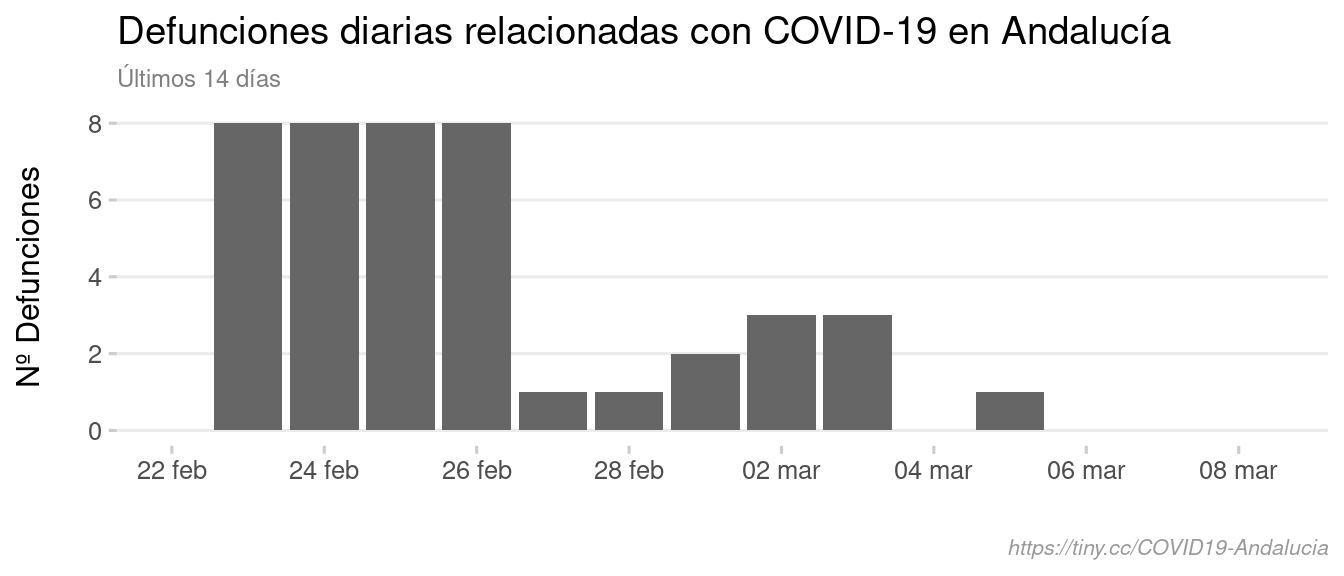 Defunciones diarias relacionadas con COVID-19 en Andalucía
Últimos 14 días
Nº Defunciones
8
6
4
2
0
22 feb 24 feb 26 feb 28 feb 02 mar 04 mar 06 mar 08 mar
https://tiny.cc/COVID19-Andalucia